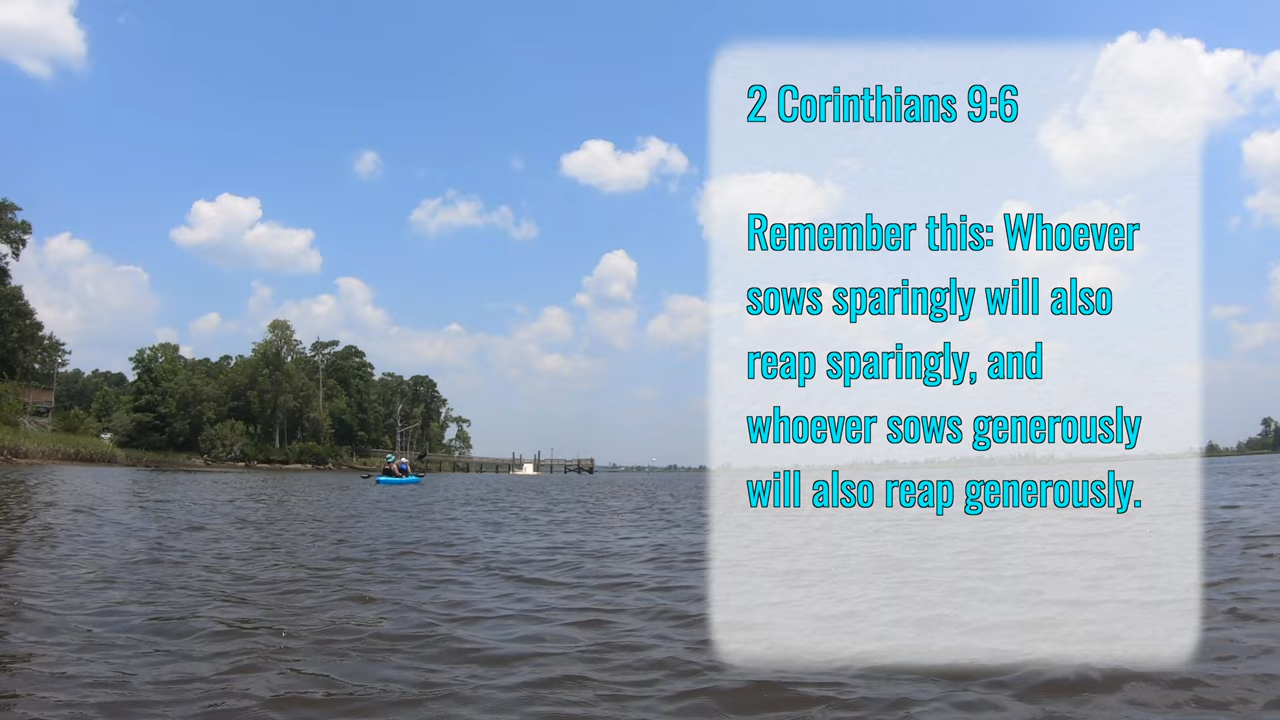 2 Corinthians 9:6
Remember this: Whoever
sows sparingly will also
reap sparingly, and
whoever sows generously
will also reap generously.